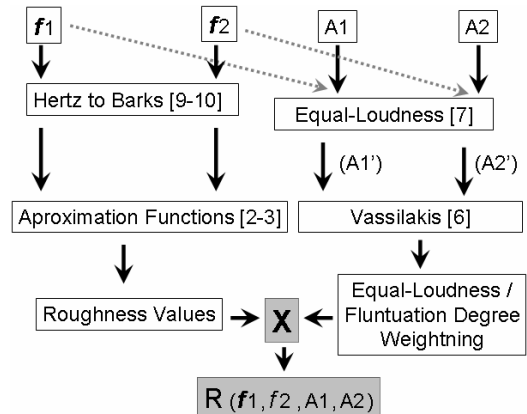 f1 f2 A1 A2
Hertz to Barks [9-10]
Equal-Loudness [7]
(A1') (A2')
Aproximation Functions [2-3]
Vassilakis [6]
Roughness Values
X
Equal-Loudness /
Fluntuation Degree
Weightning
R (f1, f2, A1, A2)